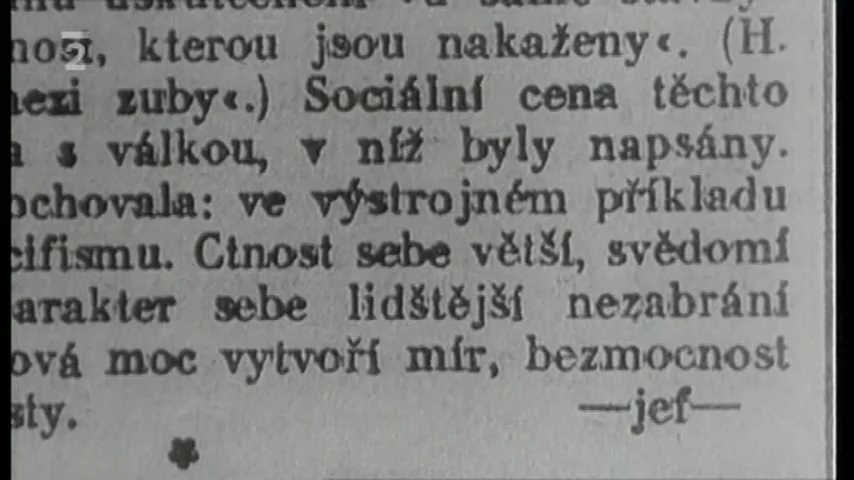 nost, kterou jsou nakaženy«. (H.
mezi zuby«.) Sociální cena těchto
a s válkou, v níž byly napsány.
ochovala: ve výstrojném příkladu
cifismu. Ctnost sebe větší, svědomí
arakter sebe lidštější nezabrání
ová moc vytvoří mír, bezmocnost
sty. —jef—